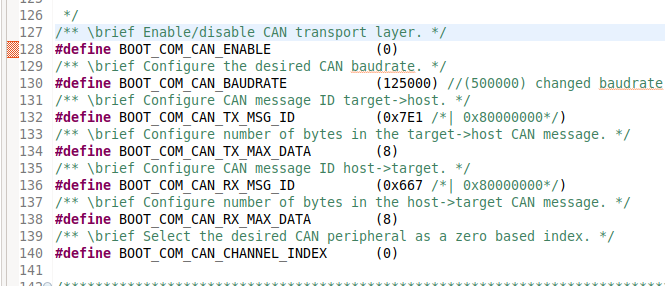 126 */
127 /** \brief Enable/disable CAN transport layer. */
128 #define BOOT_COM_CAN_ENABLE (0)
129 /** \brief Configure the desired CAN baudrate. */
130 #define BOOT_COM_CAN_BAUDRATE (125000) //(500000) changed baudrate
131 /** \brief Configure CAN message ID target->host. */
132 #define BOOT_COM_CAN_TX_MSG_ID (0x7E1 /*| 0x80000000*/)
133 /** \brief Configure number of bytes in the target->host CAN message. */
134 #define BOOT_COM_CAN_TX_MAX_DATA (8)
135 /** \brief Configure CAN message ID host->target. */
136 #define BOOT_COM_CAN_RX_MSG_ID (0x667 /*| 0x80000000*/)
137 /** \brief Configure number of bytes in the host->target CAN message. */
138 #define BOOT_COM_CAN_RX_MAX_DATA (8)
139 /** \brief Select the desired CAN peripheral as a zero based index. */
140 #define BOOT_COM_CAN_CHANNEL_INDEX (0)
141